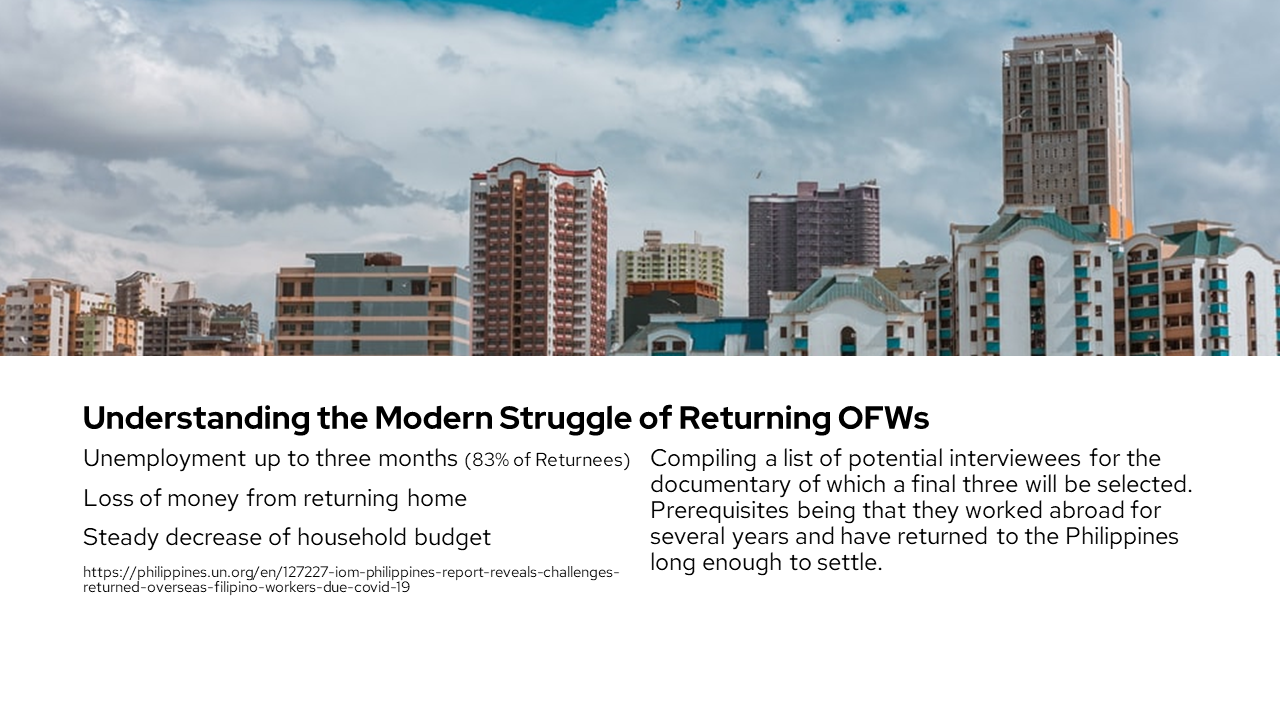 Understanding the Modern Struggle of Returning OFWs
Unemployment up to three months (83% of Returnees)
Loss of money from returning home
Steady decrease of household budget
https://philippines.un.org/en/127227-iom-philippines-report-reveals-challenges-
returned-overseas-filipino-workers-due-covid-19
Compiling a list of potential interviewees for the
documentary of which a final three will be selected.
Prerequisites being that they worked abroad for
several years and have returned to the Philippines
long enough to settle.